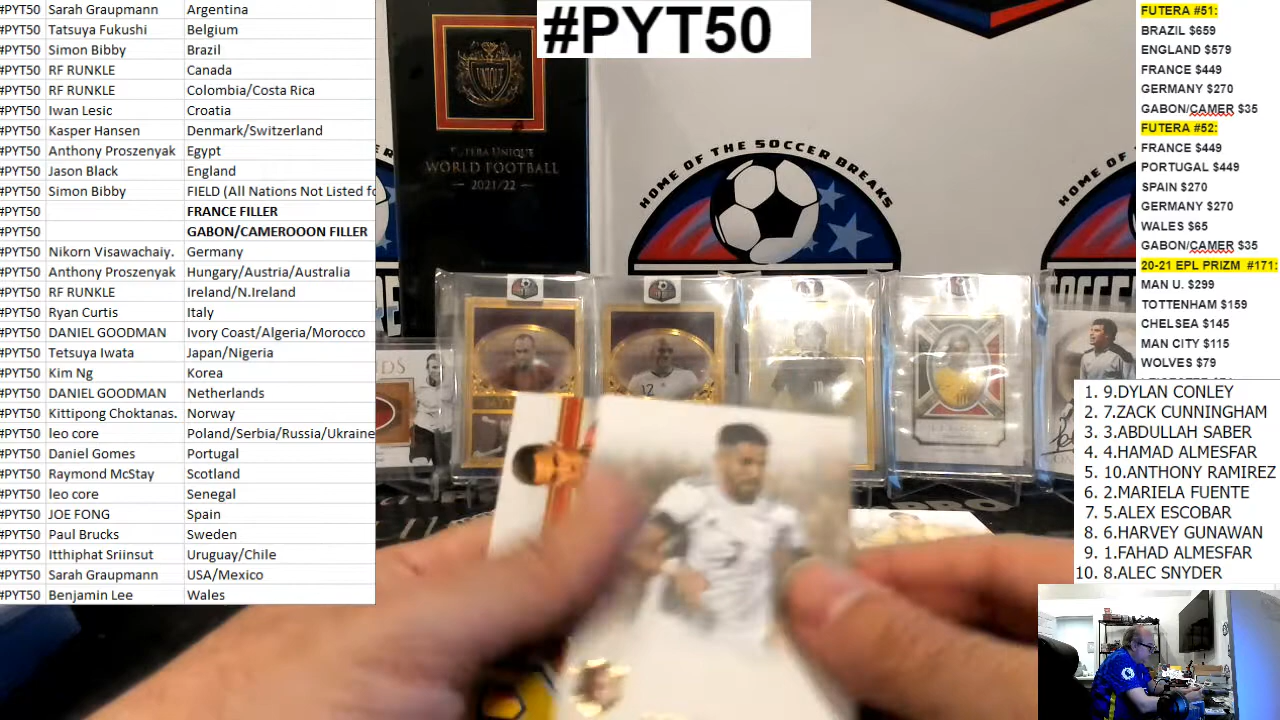 #PYT50 Sarah Graupmann Argentina
#PYT50 Tatsuya Fukushi Belgium
#PYT50 Simon Bibby Brazil
#PYT50 RF RUNKLE Canada
#PYT50 RF RUNKLE Colombia/Costa Rica
#PYT50 Iwan Lesic Croatia
#PYT50 Kasper Hansen Denmark/Switzerland
#PYT50 Anthony Proszenyak Egypt
#PYT50 Jason Black England
#PYT50 Simon Bibby FIELD (All Nations Not Listed fo
#PYT50 FRANCE FILLER
#PYT50 GABON/CAMEROOON FILLER
#PYT50 Nikorn Visawachaiy. Germany
#PYT50 Anthony Proszenyak Hungary/Austria/Australia
#PYT50 RF RUNKLE Ireland/N.Ireland
#PYT50 Ryan Curtis Italy
#PYT50 DANIEL GOODMAN Ivory Coast/Algeria/Morocco
#PYT50 Tetsuya Iwata Japan/Nigeria
#PYT50 Kim Ng Korea
#PYT50 DANIEL GOODMAN Netherlands
#PYT50 Kittipong Choktanas. Norway
#PYT50 leo core Poland/Serbia/Russia/Ukraine
#PYT50 Daniel Gomes Portugal
#PYT50 Raymond McStay Scotland
#PYT50 leo core Senegal
#PYT50 JOE FONG Spain
#PYT50 Paul Brucks Sweden
#PYT50 Itthiphat Sriinsut Uruguay/Chile
#PYT50 Sarah Graupmann USA/Mexico
#PYT50 Benjamin Lee Wales
#PYT50
UNIQUE
FUTERA UNIQUE
WORLD FOOTBALL
— 2021/22 —
HOME OF THE SOCCER BREAKS
HOME OF THE
SOCCER
FUTERA #51:
BRAZIL $659
ENGLAND $579
FRANCE $449
GERMANY $270
GABON/CAMER $35
FUTERA #52:
FRANCE $449
PORTUGAL $449
SPAIN $270
GERMANY $270
WALES $65
GABON/CAMER $35
20-21 EPL PRIZM #171:
MAN U. $299
TOTTENHAM $159
CHELSEA $145
MAN CITY $115
WOLVES $79
1. 9.DYLAN CONLEY
2. 7.ZACK CUNNINGHAM
3. 3.ABDULLAH SABER
4. 4.HAMAD ALMESFAR
5. 10.ANTHONY RAMIREZ
6. 2.MARIELA FUENTE
7. 5.ALEX ESCOBAR
8. 6.HARVEY GUNAWAN
9. 1.FAHAD ALMESFAR
10. 8.ALEC SNYDER